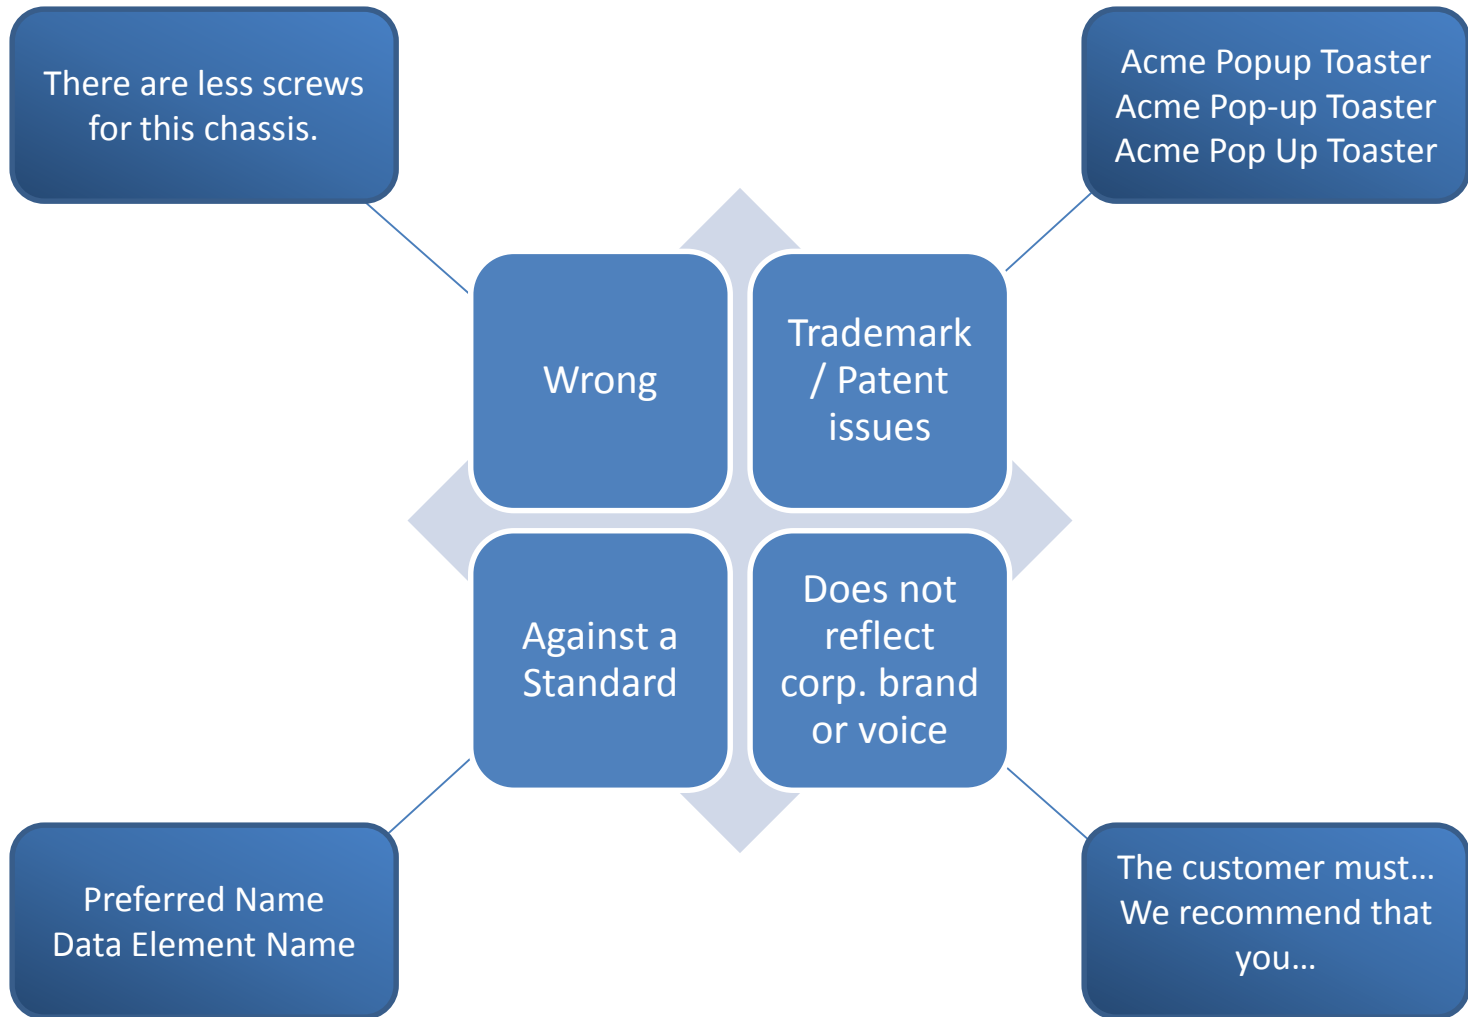 There are less screws
for this chassis.
Acme Popup Toaster
Acme Pop-up Toaster
Acme Pop Up Toaster
Wrong
Trademark
/ Patent
issues
Against a
Standard
Does not
reflect
corp. brand
or voice
Preferred Name
Data Element Name
The customer must…
We recommend that
you…